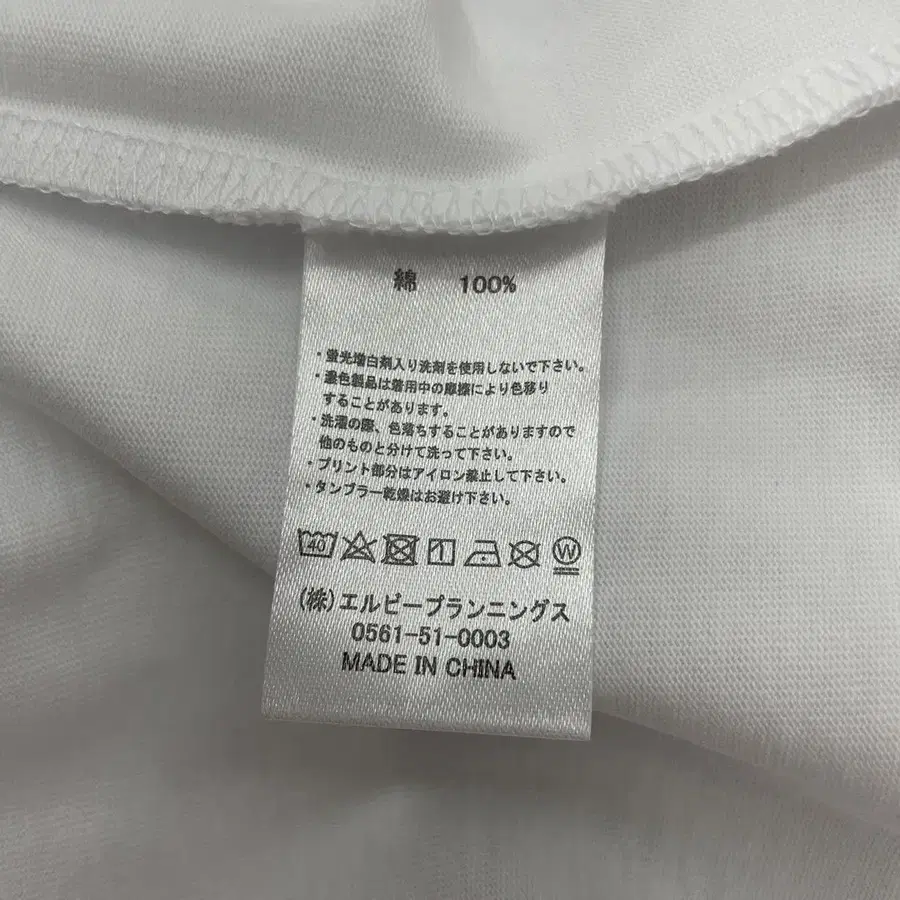 綿 100%
・蛍光増白剤入り洗剤を使用しないで下さい。
・濃色製品は着用中の摩擦により色移り
することがあります。
・洗濯の際、色落ちすることがありますので
他のものと分けて洗って下さい。
・プリント部分はアイロン禁止して下さい。
・タンブラー乾燥はお避け下さい。
40 W
(株)エルビープランニングス
0561-51-0003
MADE IN CHINA